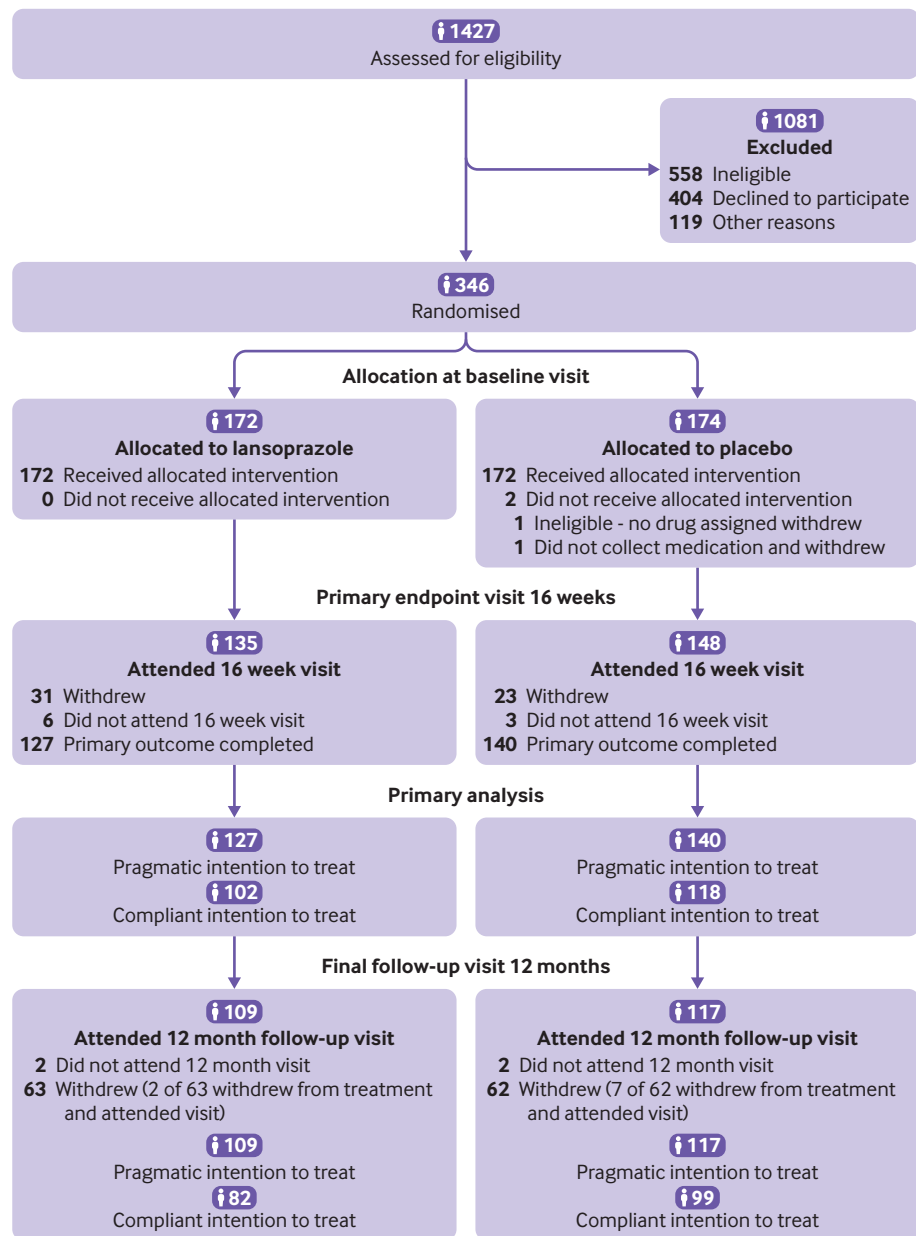 1427
Assessed for eligibility
1081
Excluded
558 Ineligible
404 Declined to participate
119 Other reasons
346
Randomised
Allocation at baseline visit
172
Allocated to lansoprazole
172 Received allocated intervention
0 Did not receive allocated intervention
174
Allocated to placebo
172 Received allocated intervention
2 Did not receive allocated intervention
1 Ineligible - no drug assigned withdrew
1 Did not collect medication and withdrew
Primary endpoint visit 16 weeks
135
Attended 16 week visit
31 Withdrew
6 Did not attend 16 week visit
127 Primary outcome completed
148
Attended 16 week visit
23 Withdrew
3 Did not attend 16 week visit
140 Primary outcome completed
Primary analysis
127
Pragmatic intention to treat
102
Compliant intention to treat
140
Pragmatic intention to treat
118
Compliant intention to treat
Final follow-up visit 12 months
109
Attended 12 month follow-up visit
2 Did not attend 12 month visit
63 Withdrew (2 of 63 withdrew from treatment
and attended visit)
109
Pragmatic intention to treat
82
Compliant intention to treat
117
Attended 12 month follow-up visit
2 Did not attend 12 month visit
62 Withdrew (7 of 62 withdrew from treatment
and attended visit)
117
Pragmatic intention to treat
99
Compliant intention to treat